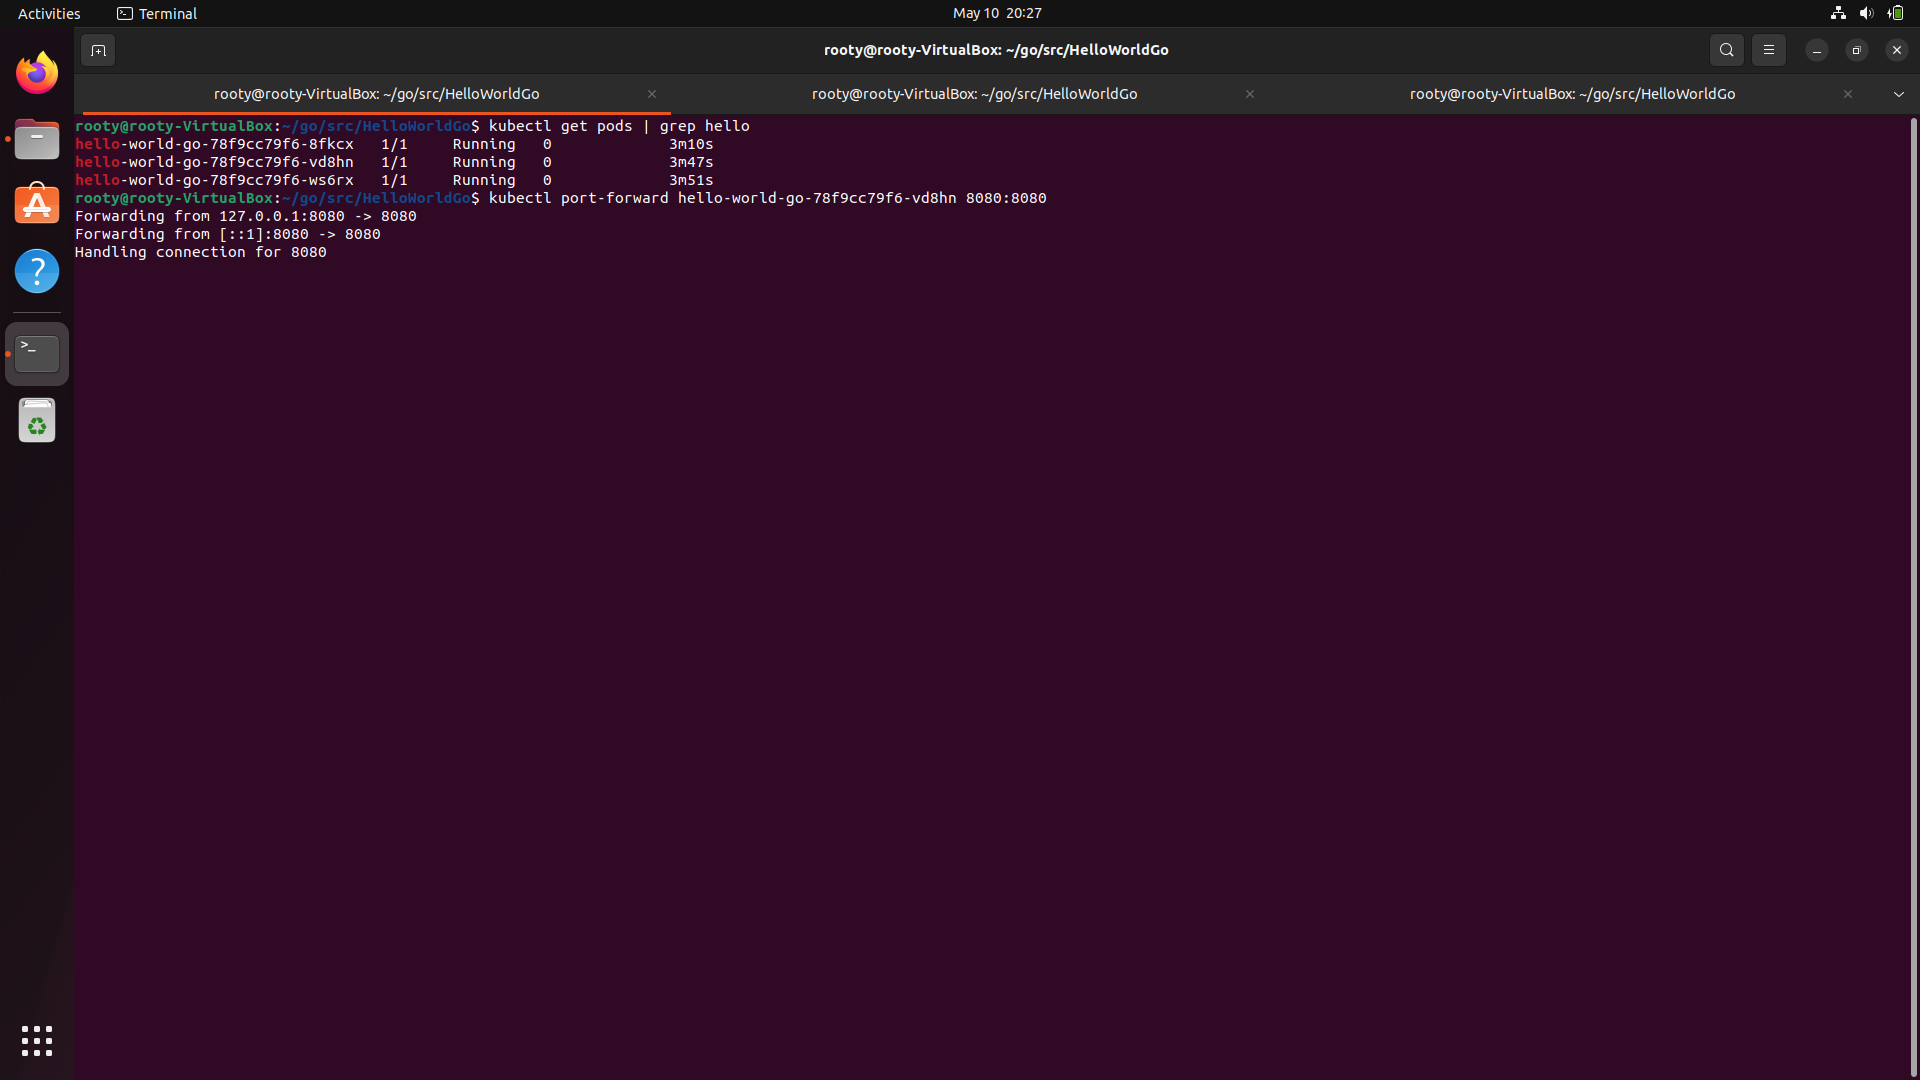 Activities Terminal May 10 20:27
rooty@rooty-VirtualBox: ~/go/src/HelloWorldGo
rooty@rooty-VirtualBox: ~/go/src/HelloWorldGo rooty@rooty-VirtualBox: ~/go/src/HelloWorldGo rooty@rooty-VirtualBox: ~/go/src/HelloWorldGo
rooty@rooty-VirtualBox:~/go/src/HelloWorldGo$ kubectl get pods | grep hello
hello-world-go-78f9cc79f6-8fkcx 1/1 Running 0 3m10s
hello-world-go-78f9cc79f6-vd8hn 1/1 Running 0 3m47s
hello-world-go-78f9cc79f6-ws6rx 1/1 Running 0 3m51s
rooty@rooty-VirtualBox:~/go/src/HelloWorldGo$ kubectl port-forward hello-world-go-78f9cc79f6-vd8hn 8080:8080
Forwarding from 127.0.0.1:8080 -> 8080
Forwarding from [::1]:8080 -> 8080
Handling connection for 8080